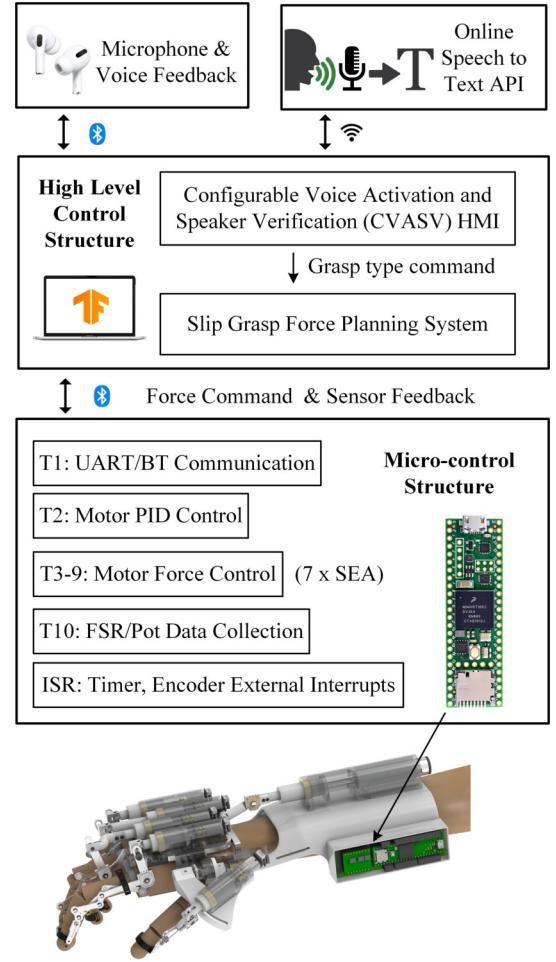 Microphone &
Voice Feedback
T
Online
Speech to
Text API
High Level
Control
Structure
Configurable Voice Activation and
Speaker Verification (CVASV) HMI
Grasp type command
Slip Grasp Force Planning System
Force Command & Sensor Feedback
T1: UART/BT Communication
Micro-control
Structure
T2: Motor PID Control
T3-9: Motor Force Control (7 x SEA)
T10: FSR/Pot Data Collection
ISR: Timer, Encoder External Interrupts